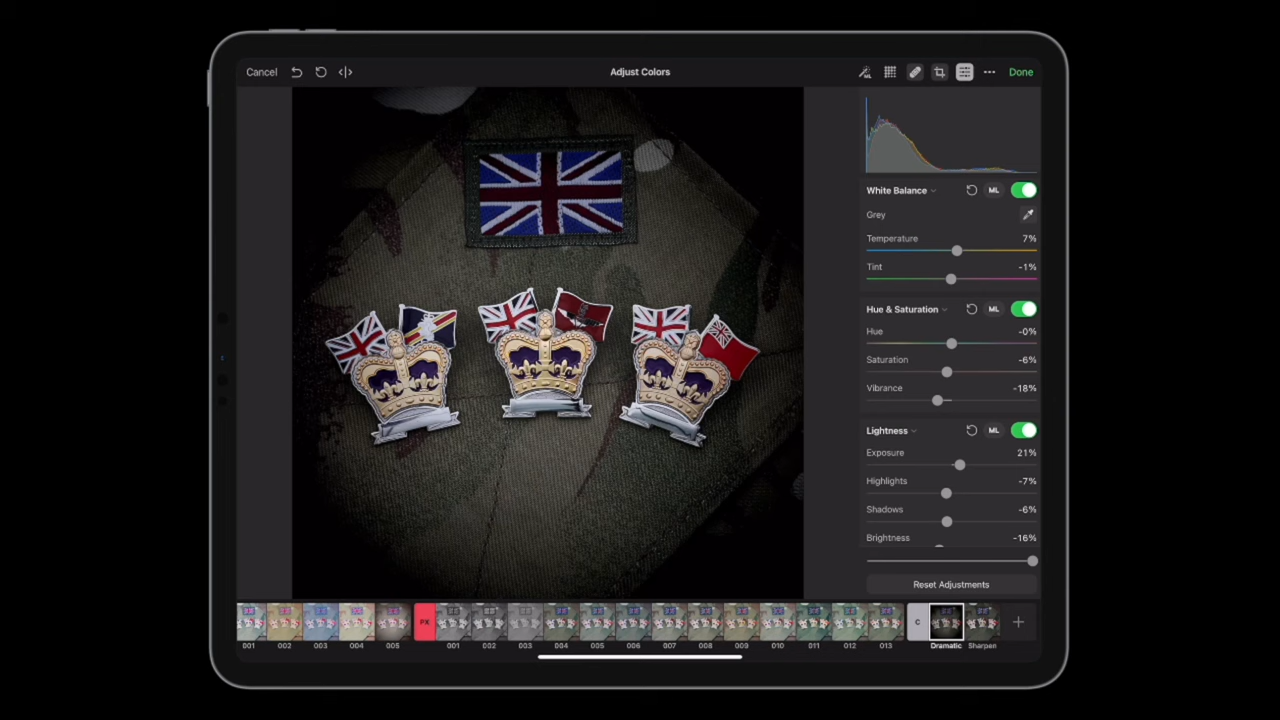 Cancel
Adjust Colors
ML
Done
White Balance
ML
Grey
Temperature 7%
Tint -1%
Hue & Saturation
ML
Hue -0%
Saturation -6%
Vibrance -18%
Lightness
ML
Exposure 21%
Highlights -7%
Shadows -6%
Brightness -16%
Reset Adjustments
PX
C
001 002 003 004 005 001 002 003 004 005 006 007 008 009 010 011 012 013 Dramatic Sharpen